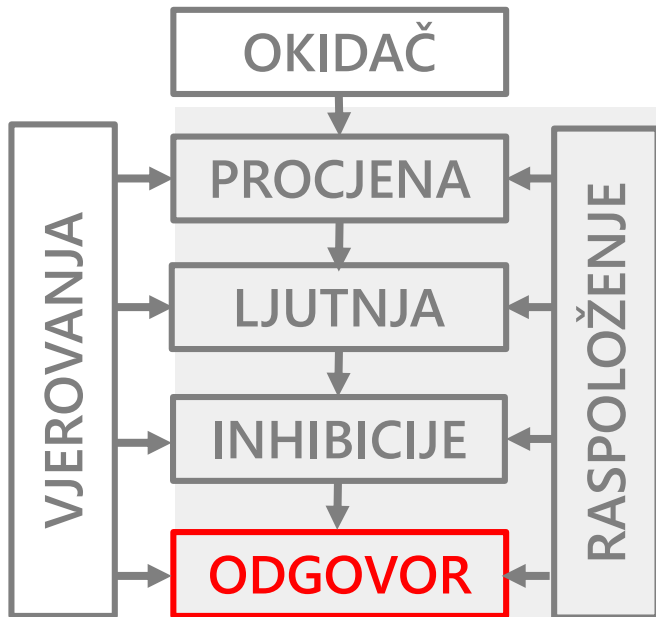 OKIDAČ
PROCJENA
LJUTNJA
INHIBICIJE
ODGOVOR
VJEROVANJA
RASPOLOŽENJE